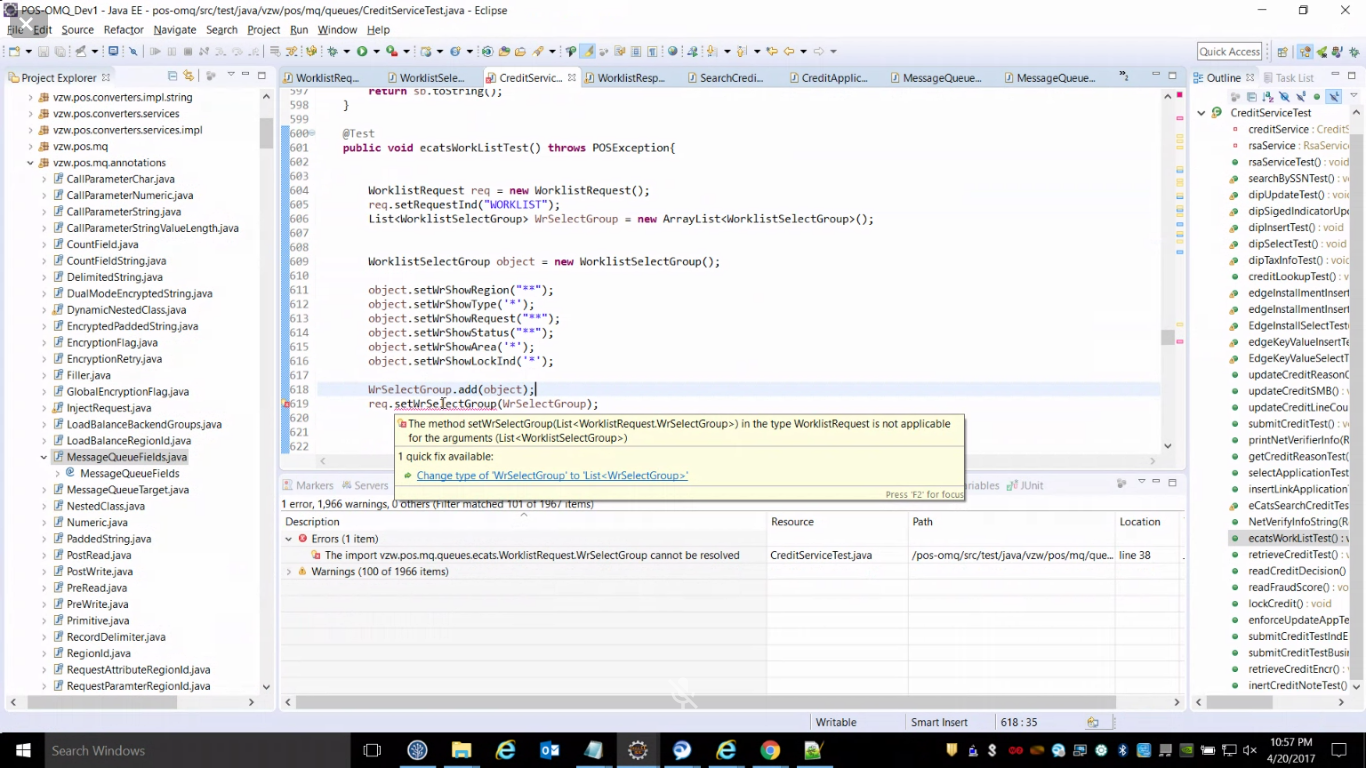 POS-OMQ_Dev1 - Java EE - pos-omq/src/test/java/vzw/pos/mq/queues/CreditServiceTest.java - Eclipse
File Edit Source Refactor Navigate Search Project Run Window Help
Quick Access
Project Explorer
WorklistReq...
WorklistSele...
CreditServic...
WorklistResp...
SearchCredi...
CreditApplic...
MessageQueue...
MessageQueue...
Outline
Task List
vzw.pos.converters.impl.string
vzw.pos.converters.services
vzw.pos.converters.services.impl
vzw.pos.mq
vzw.pos.mq.annotations
CallParameterChar.java
CallParameterNumeric.java
CallParameterString.java
CallParameterStringValueLength.java
CountField.java
CountFieldString.java
DelimitedString.java
DualModeEncryptedString.java
DynamicNestedClass.java
EncryptedPaddedString.java
EncryptionFlag.java
EncryptionRetry.java
Filler.java
GlobalEncryptionFlag.java
InjectRequest.java
LoadBalanceBackendGroups.java
LoadBalanceRegionId.java
MessageQueueFields.java
MessageQueueFields
MessageQueueTarget.java
NestedClass.java
Numeric.java
PaddedString.java
PostRead.java
PostWrite.java
PreRead.java
PreWrite.java
Primitive.java
RecordDelimiter.java
RegionId.java
RequestAttributeRegionId.java
RequestParamterRegionId.java
597 return sb.toString();
598 }
599
600 @Test
601 public void ecatsWorkListTest() throws POSException{
602
603
604 WorklistRequest req = new WorklistRequest();
605 req.setRequestInd("WORKLIST");
606 List<WorklistSelectGroup> WrSelectGroup = new ArrayList<WorklistSelectGroup>();
607
608
609 WorklistSelectGroup object = new WorklistSelectGroup();
610
611 object.setWrShowRegion("**");
612 object.setWrShowType('*');
613 object.setWrShowRequest("**");
614 object.setWrShowStatus("**");
615 object.setWrShowArea('*');
616 object.setWrShowLockInd('*');
618 WrSelectGroup.add(object);
619 req.setWrSelectGroup(WrSelectGroup);
620
622
The method setWrSelectGroup(List<WorklistRequest.WrSelectGroup>) in the type WorklistRequest is not applicable
for the arguments (List<WorklistSelectGroup>)
1 quick fix available:
Change type of 'WrSelectGroup' to 'List<WrSelectGroup>'
Press 'F2' for focus
Markers
Servers
JUnit
1 error, 1,966 warnings, 0 others (Filter matched 101 of 1967 items)
Description Resource Path Location
Errors (1 item)
The import vzw.pos.mq.queues.ecats.WorklistRequest.WrSelectGroup cannot be resolved CreditServiceTest.java /pos-omq/src/test/java/vzw/pos/mq/que... line 38
Warnings (100 of 1966 items)
CreditServiceTest
creditService : CreditS
rsaService : RsaServic
rsaServiceTest() : void
searchBySSNTest() : v
dipUpdateTest() : void
dipSigedIndicatorUp
dipInsertTest() : void
dipSelectTest() : void
dipTaxInfoTest() : void
creditLookupTest() : v
edgeInstallmentInsert
edgeInstallmentInsert
EdgeInstallSelectTest
edgeKeyValueInsertT
EdgeKeyValueSelectT
updateCreditReason
updateCreditSMB() : v
updateCreditLineCou
submitCreditTest() : v
printNetVerifierInfo()
getCreditReasonTest()
selectApplicationTest
insertLinkApplication
eCatsSearchCreditTes
NetVerifyInfoString(R
ecatsWorkListTest() : v
retrieveCreditTest() : v
readCreditDecision() :
readFraudScore() : vo
lockCredit() : void
enforceUpdateAppTe
submitCreditTestIndE
submitCreditTestBusi
retrieveCreditEncr() :
inertCreditNoteTest()
Writable Smart Insert 618 : 35
Search Windows
10:57 PM
4/20/2017